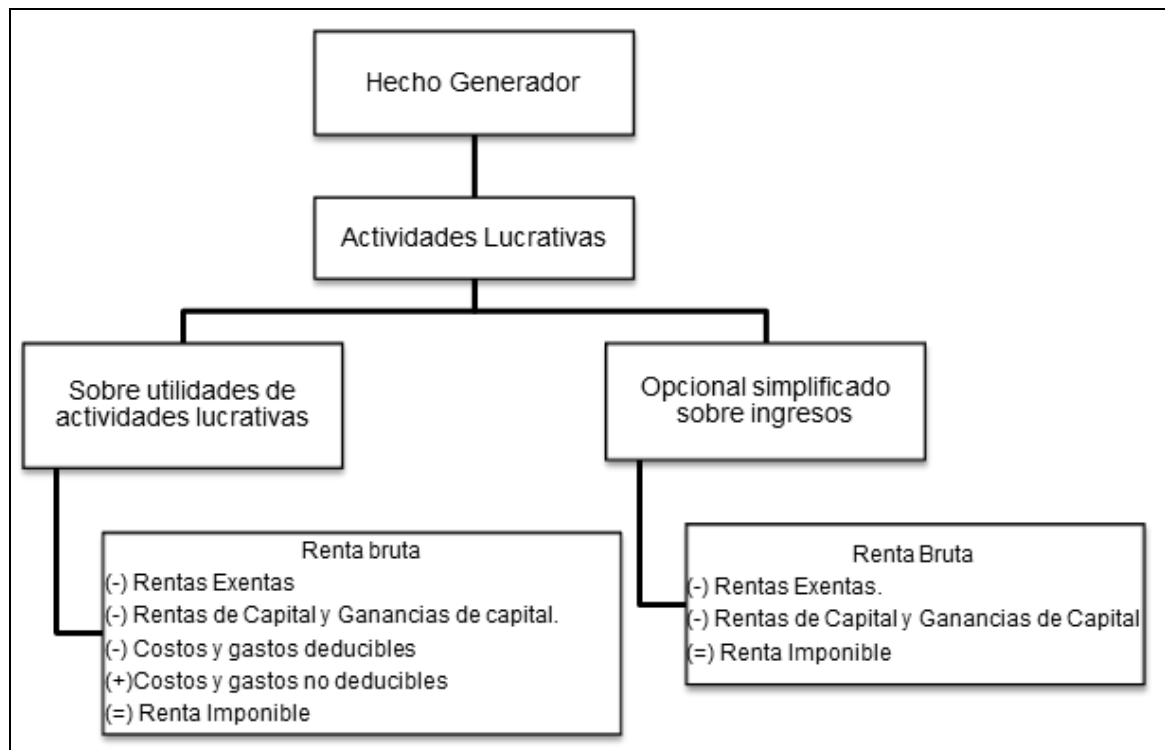 Hecho Generador
Actividades Lucrativas
Sobre utilidades de
actividades lucrativas
Opcional simplificado
sobre ingresos
Renta bruta
(-) Rentas Exentas
(-) Rentas de Capital y Ganancias de capital.
(-) Costos y gastos deducibles
(+)Costos y gastos no deducibles
(=) Renta Imponible
Renta Bruta
(-) Rentas Exentas.
(-) Rentas de Capital y Ganancias de Capital
(=) Renta Imponible